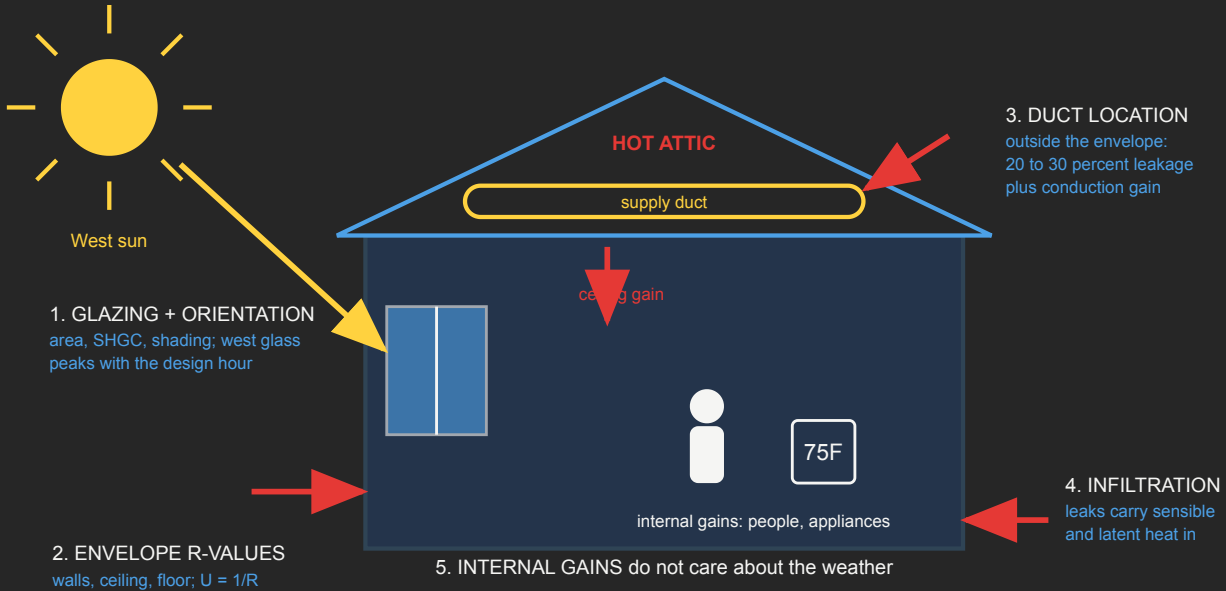 West sun
1. GLAZING + ORIENTATION
area, SHGC, shading; west glass
peaks with the design hour
HOT ATTIC
supply duct
3. DUCT LOCATION
outside the envelope:
20 to 30 percent leakage
plus conduction gain
ceiling gain
75F
internal gains: people, appliances
2. ENVELOPE R-VALUES
walls, ceiling, floor; U = 1/R
4. INFILTRATION
leaks carry sensible
and latent heat in
5. INTERNAL GAINS do not care about the weather